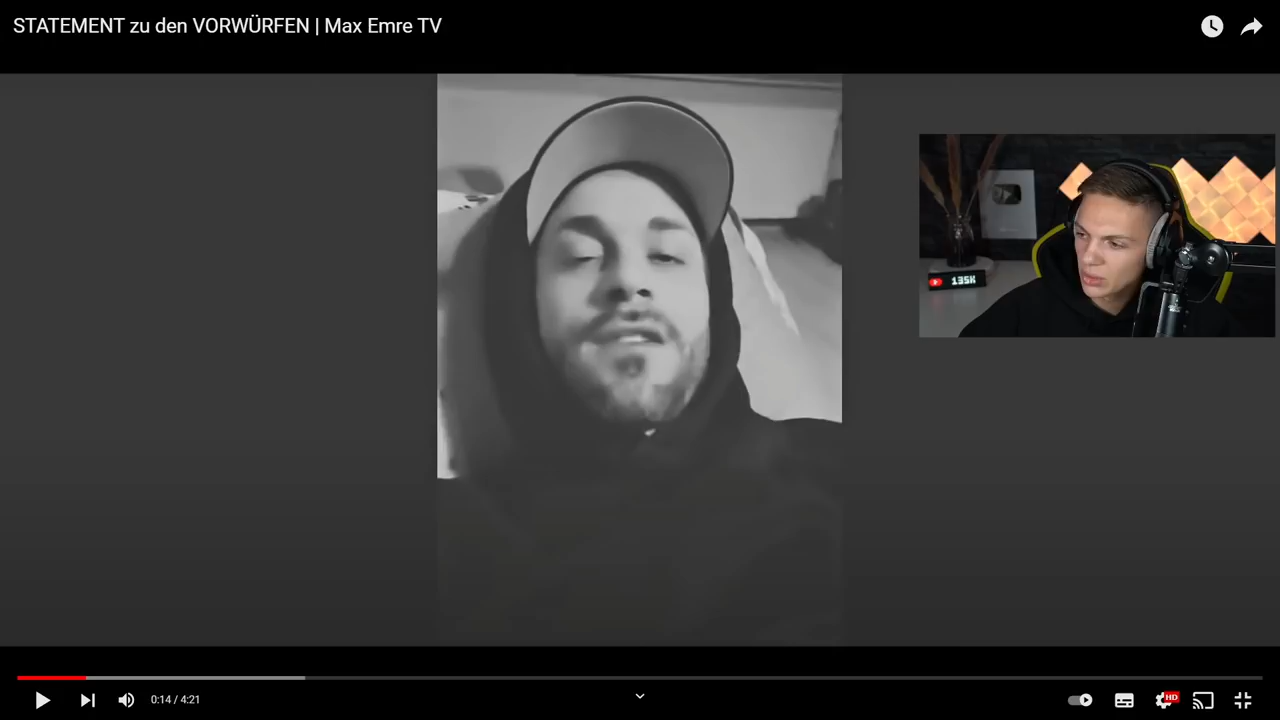 STATEMENT zu den VORWÜRFEN | Max Emre TV
135K
0:14 / 4:21
HD